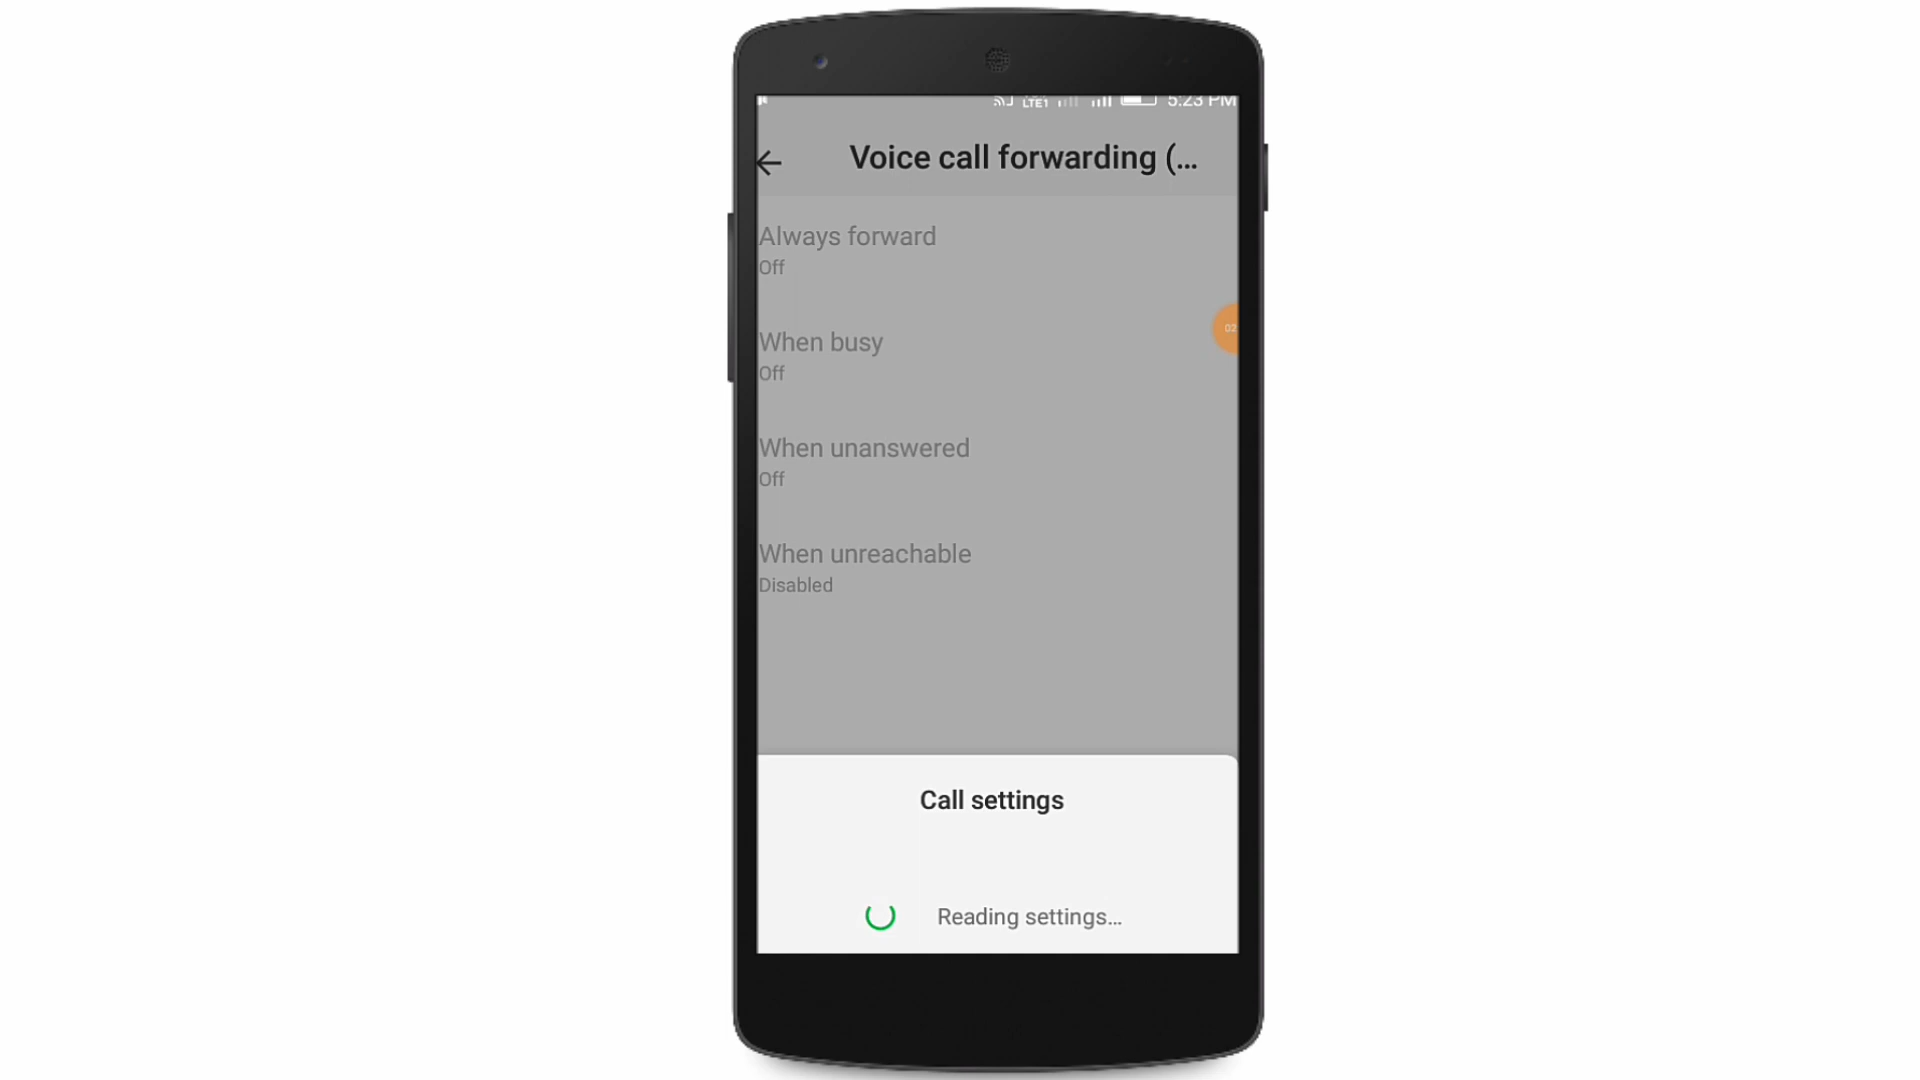 LTE1 5:23 PM
Voice call forwarding (...
Always forward
Off
02
When busy
Off
When unanswered
Off
When unreachable
Disabled
Call settings
Reading settings...